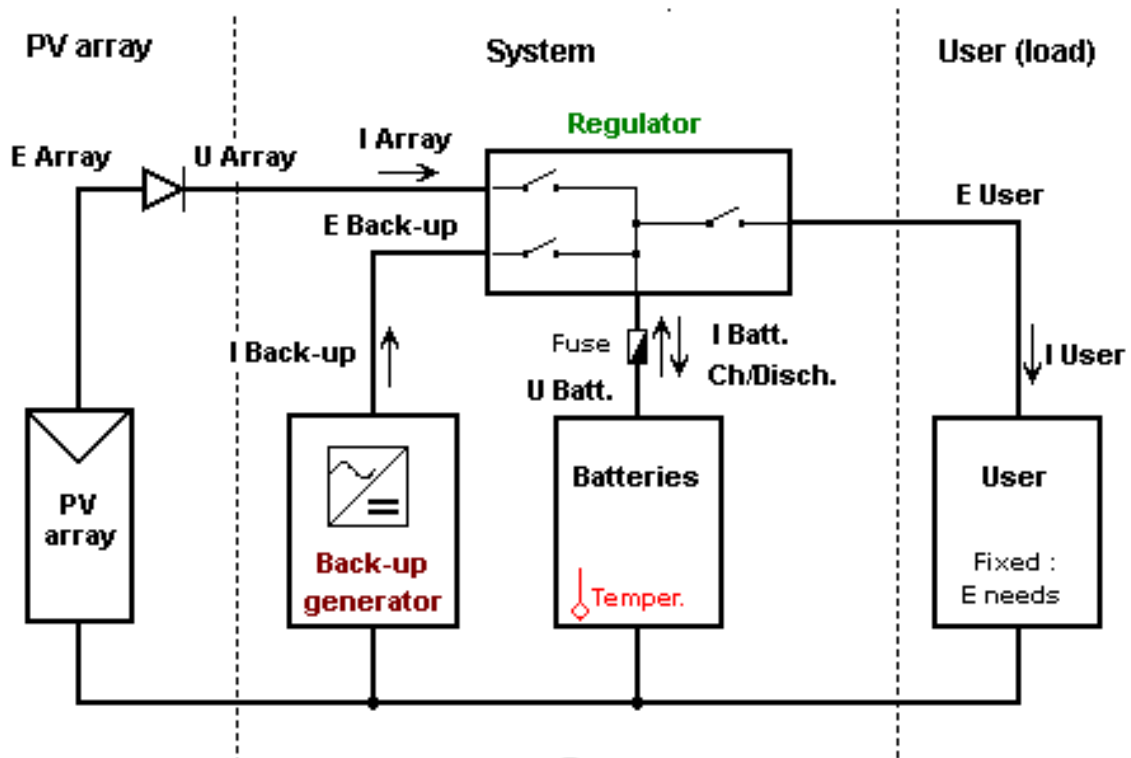 PV array
System
User (load)
Regulator
I Array
E Array
U Array
E User
E Back-up
Fuse
I Batt.
I Back-up
I User
Ch/Disch.
U Batt.
Batteries
User
PV
array
Back-up
generator
Temper.
Fixed :
E needs